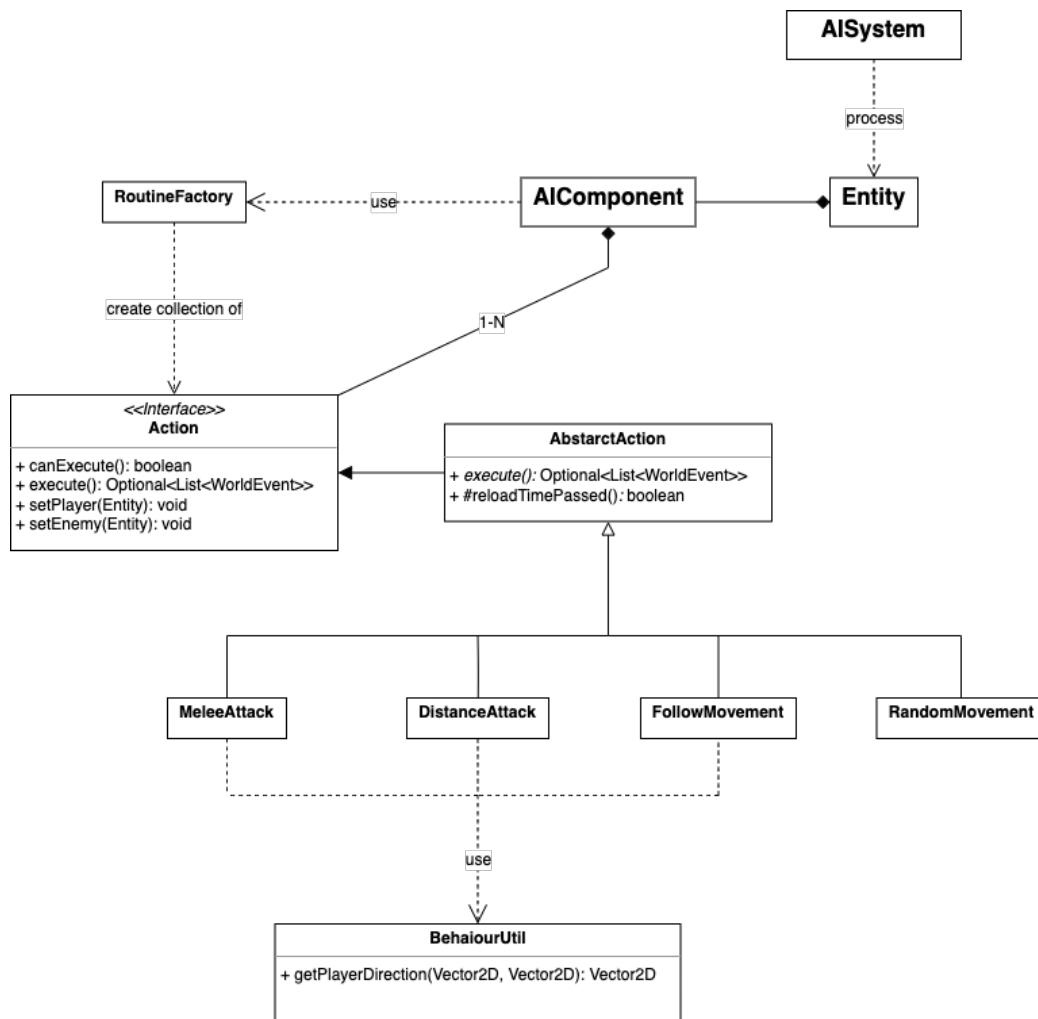 AISystem
process
RoutineFactory
use
AIComponent
Entity
create collection of
1-N
<<Interface>>
Action
+ canExecute(): boolean
+ execute(): Optional<List<WorldEvent>>
+ setPlayer(Entity): void
+ setEnemy(Entity): void
AbstarctAction
+ execute(): Optional<List<WorldEvent>>
+ #reloadTimePassed(): boolean
MeleeAttack
DistanceAttack
FollowMovement
RandomMovement
use
BehaiourUtil
+ getPlayerDirection(Vector2D, Vector2D): Vector2D